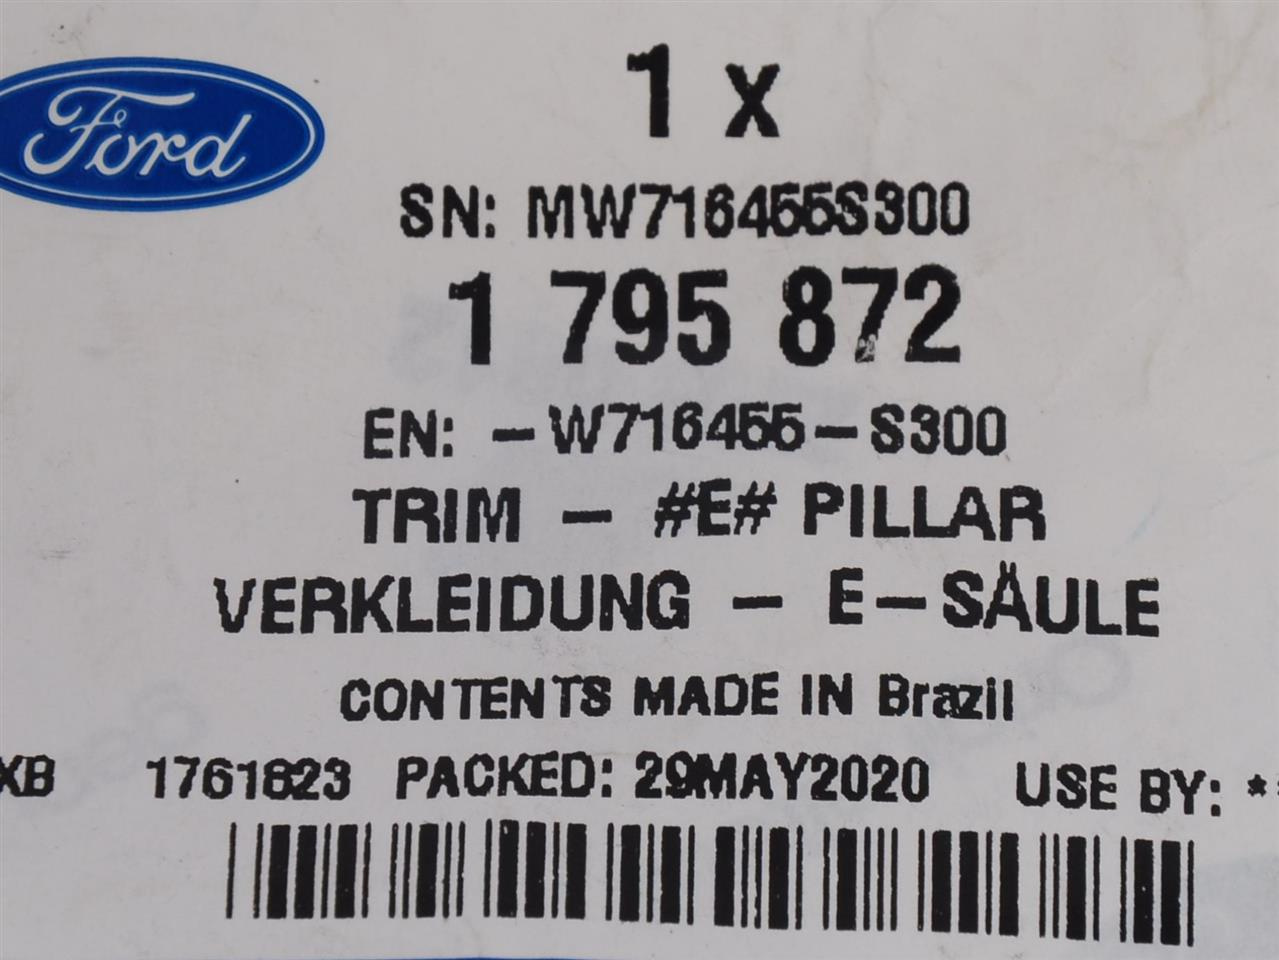 Ford
1 x
SN: MW716455S300
1 795 872
EN: -W716455-S300
TRIM - #E# PILLAR
VERKLEIDUNG - E-SÄULE
CONTENTS MADE IN Brazil
XB 1761823 PACKED: 29MAY2020 USE BY: **